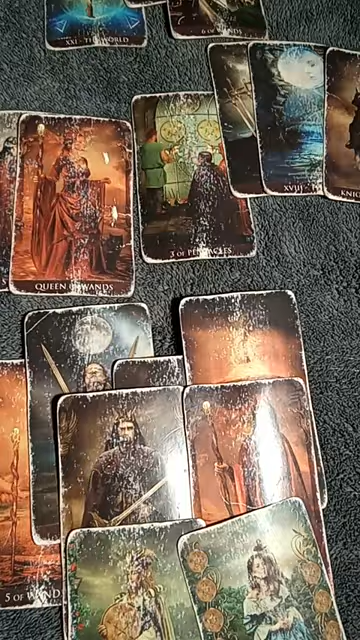 XXI - THE WORLD
6 OF WANDS
XVIII -
KNIG
3 OF PENTACLES
QUEEN OF WANDS
5 OF WAND